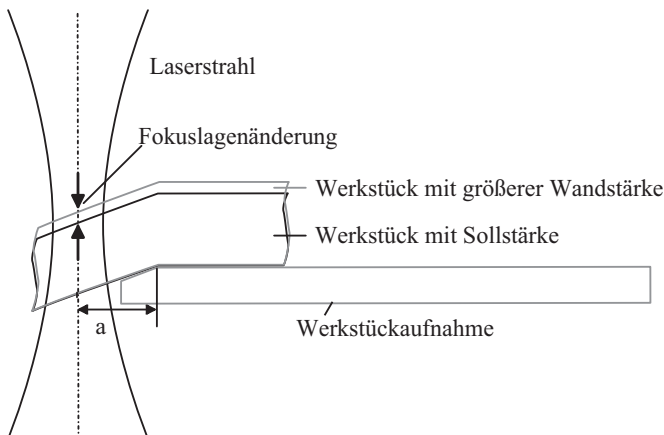 Laserstrahl
Fokuslagenänderung
Werkstück mit größerer Wandstärke
Werkstück mit Sollstärke
a
Werkstückaufnahme